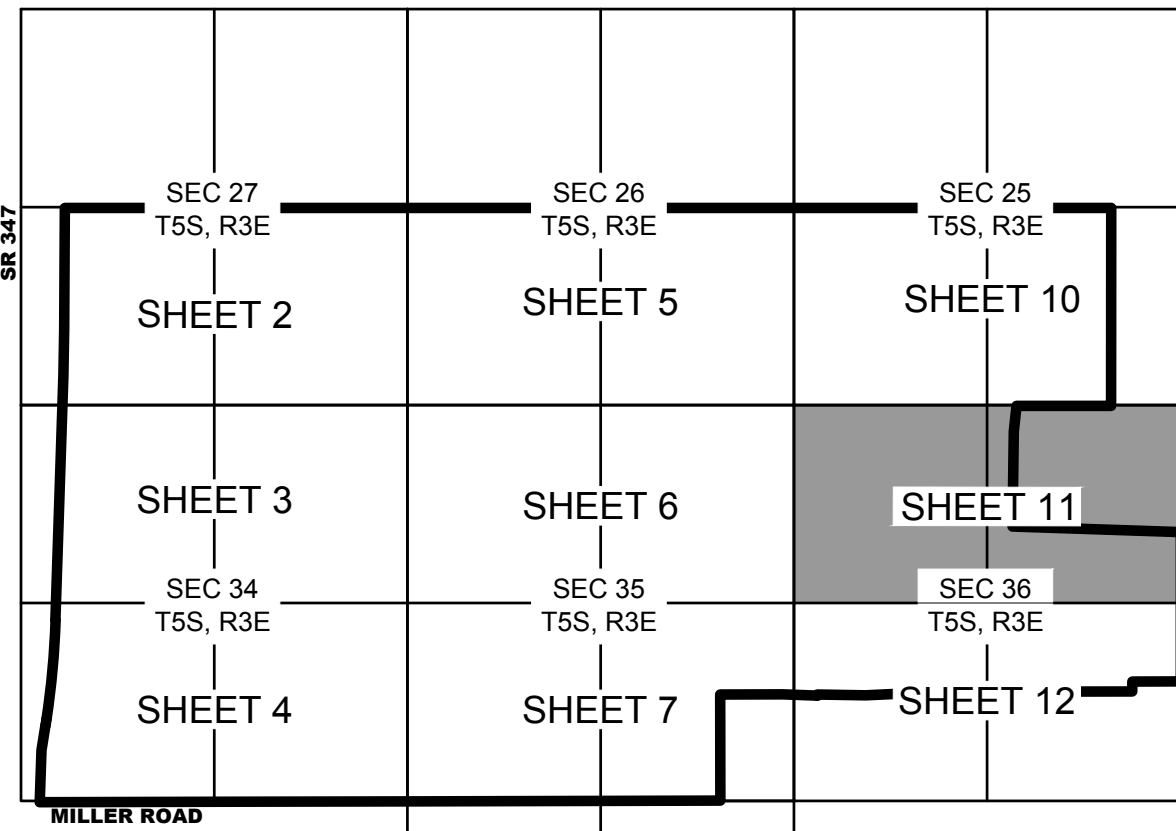 SEC 27
T5S, R3E
SEC 26
T5S, R3E
SEC 25
T5S, R3E
SR 347
SHEET 2
SHEET 5
SHEET 10
SHEET 3
SHEET 6
SHEET 11
SEC 34
T5S, R3E
SEC 35
T5S, R3E
SEC 36
T5S, R3E
SHEET 4
SHEET 7
SHEET 12
MILLER ROAD